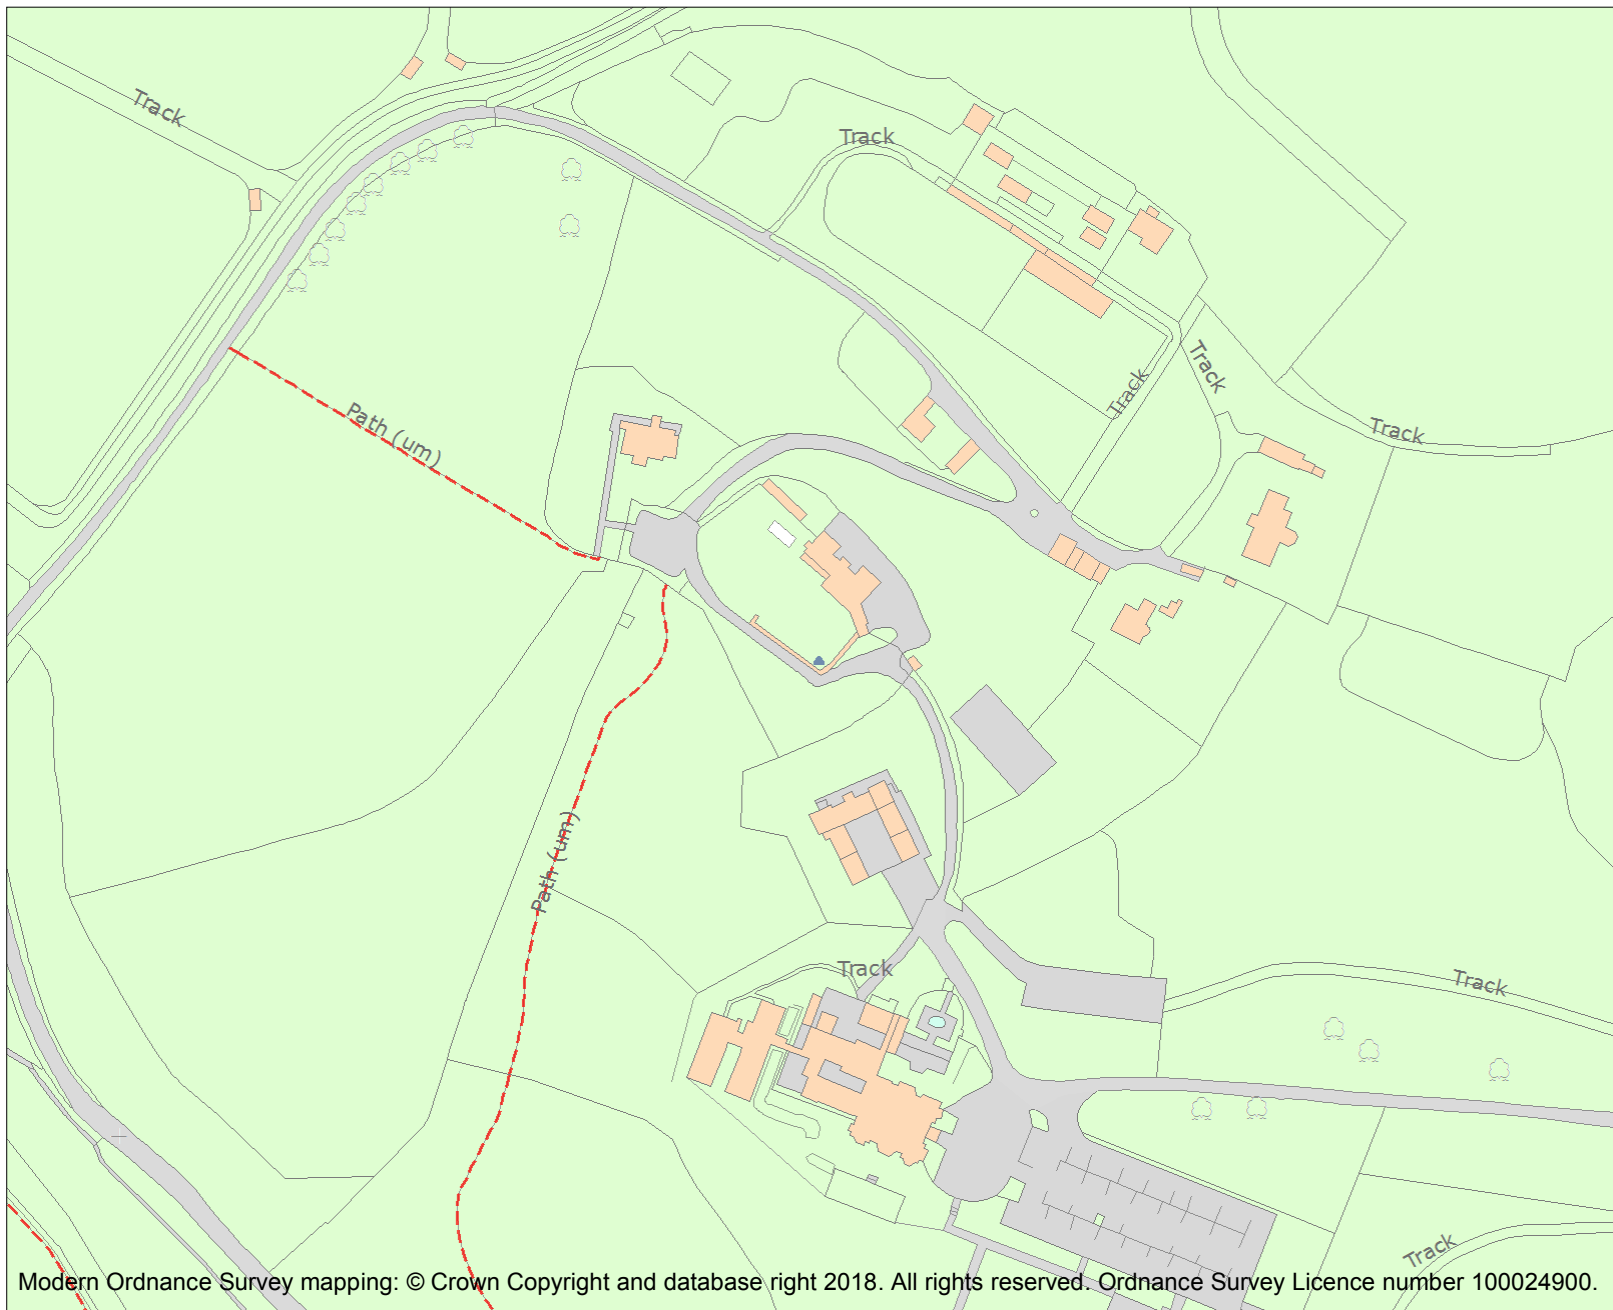 Track
Track
Track
Track
Path (um)
Track
Path (um)
Track
Track
Track
Modern Ordnance Survey mapping: © Crown Copyright and database right 2018. All rights reserved. Ordnance Survey Licence number 100024900.